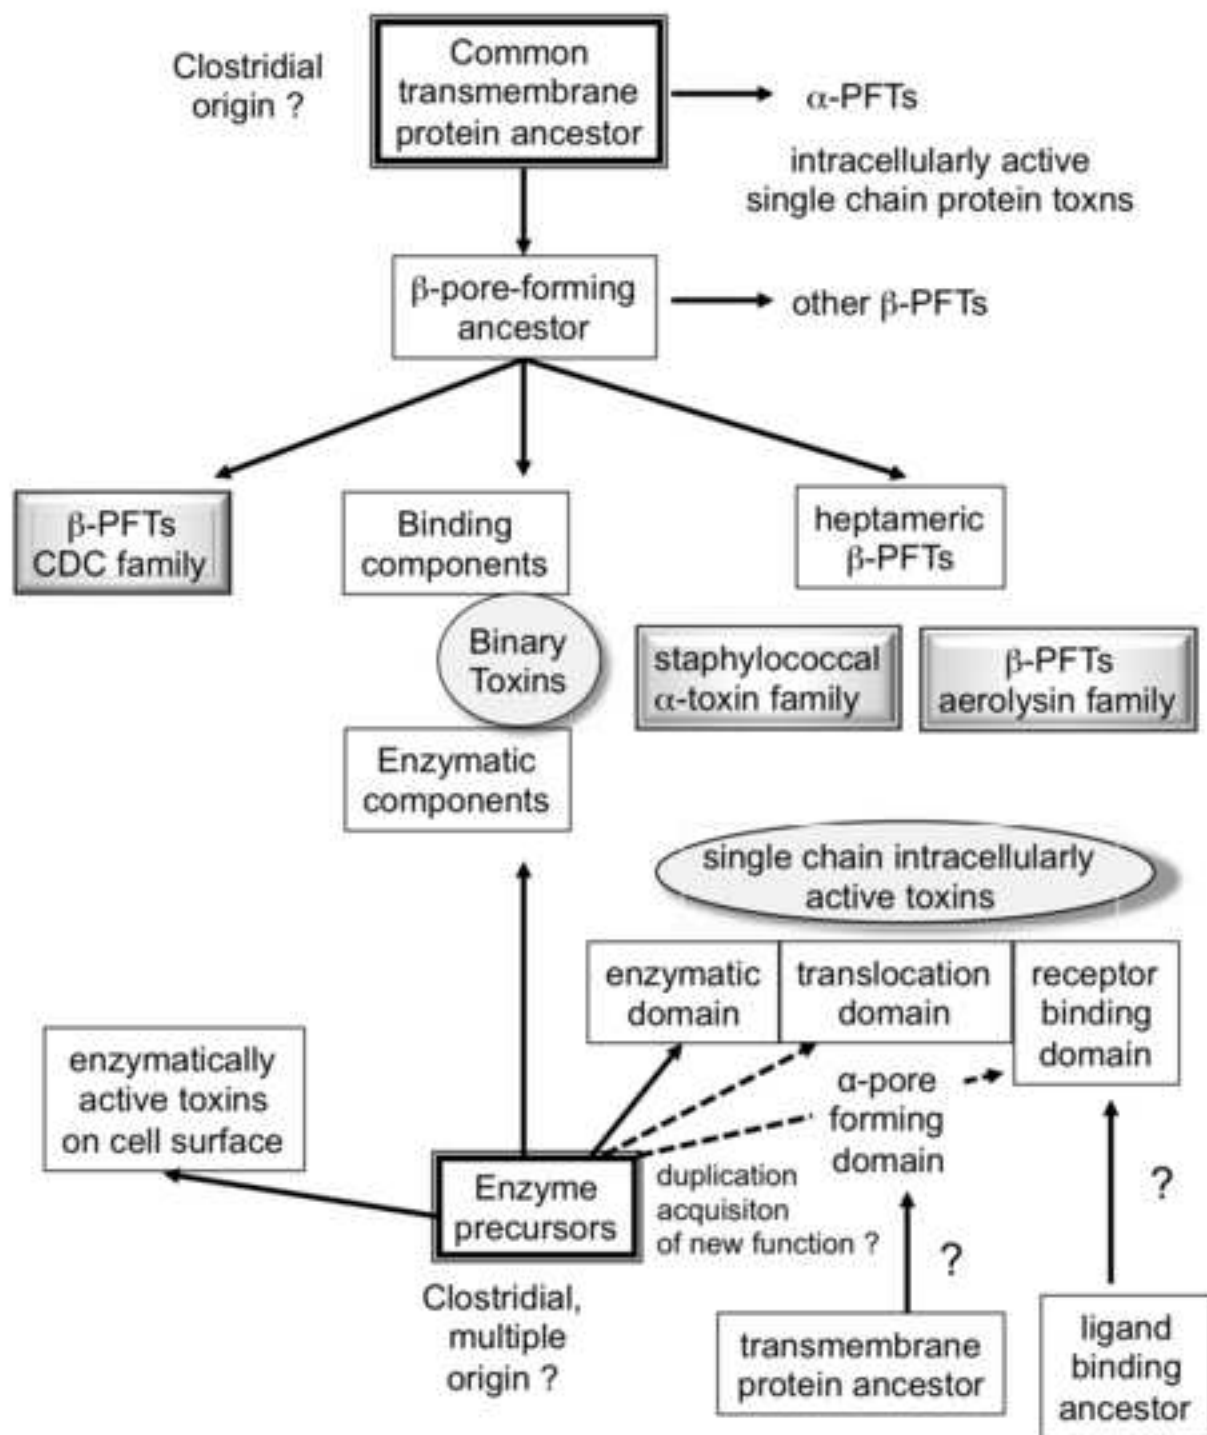 Clostridial
origin ?
Common
transmembrane
protein ancestor
α-PFTs
intracellularly active
single chain protein toxns
β-pore-forming
ancestor
other β-PFTs
β-PFTs
CDC family
Binding
components
heptameric
β-PFTs
Binary
Toxins
staphylococcal
α-toxin family
β-PFTs
aerolysin family
Enzymatic
components
single chain intracellularly
active toxins
enzymatic
domain
translocation
domain
receptor
binding
domain
enzymatically
active toxins
on cell surface
α-pore
forming
domain
Enzyme
precursors
duplication
acquisiton
of new function ?
?
?
Clostridial,
multiple
origin ?
transmembrane
protein ancestor
ligand
binding
ancestor